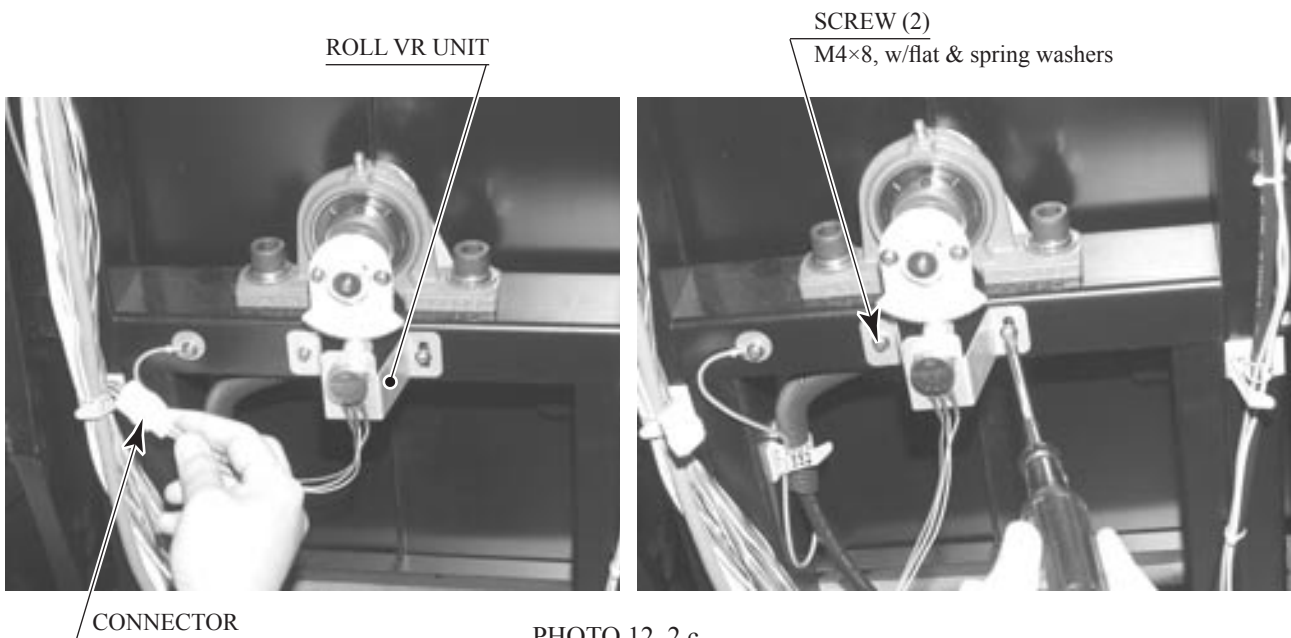 ROLL VR UNIT
SCREW (2)
M4×8, w/flat & spring washers
CONNECTOR
PHOTO 12. 2 c